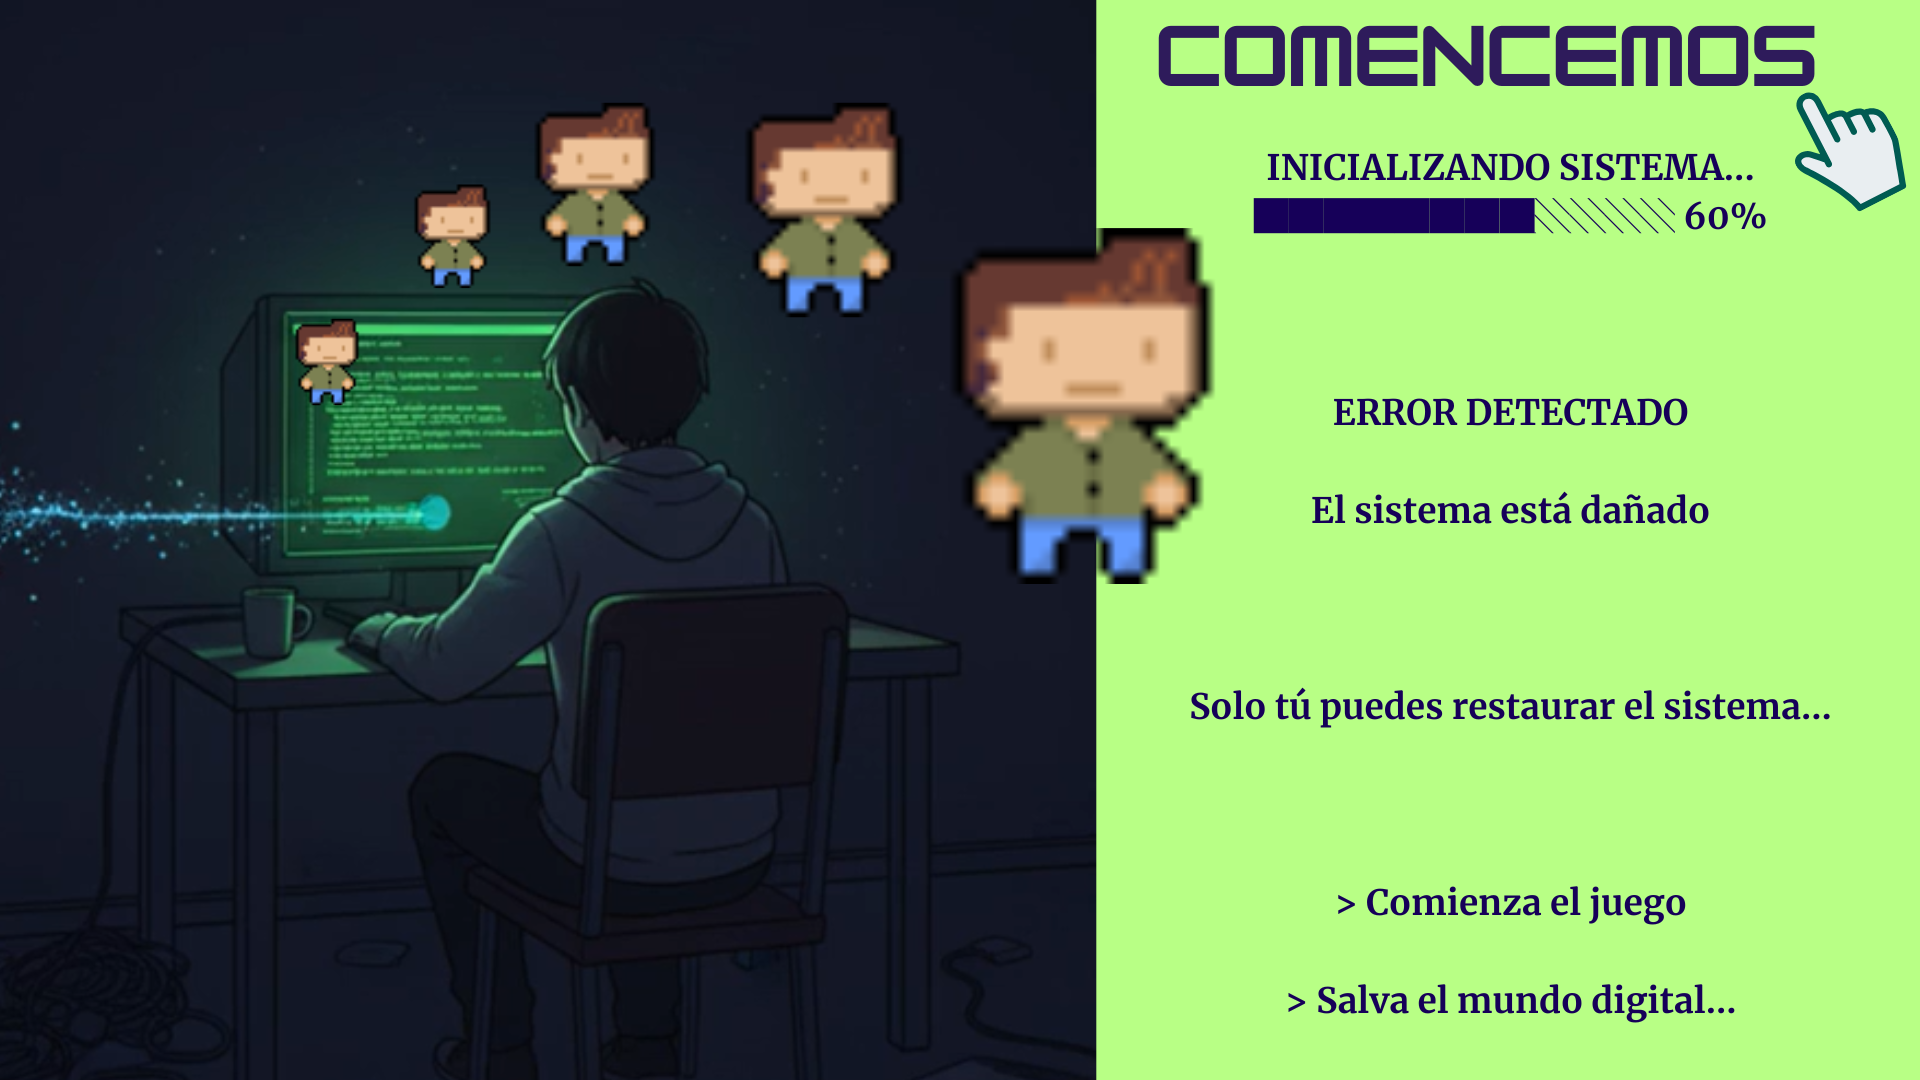 COMENCEMOS
INICIALIZANDO SISTEMA...
60%
ERROR DETECTADO
El sistema está dañado
Solo tú puedes restaurar el sistema...
> Comienza el juego
> Salva el mundo digital...